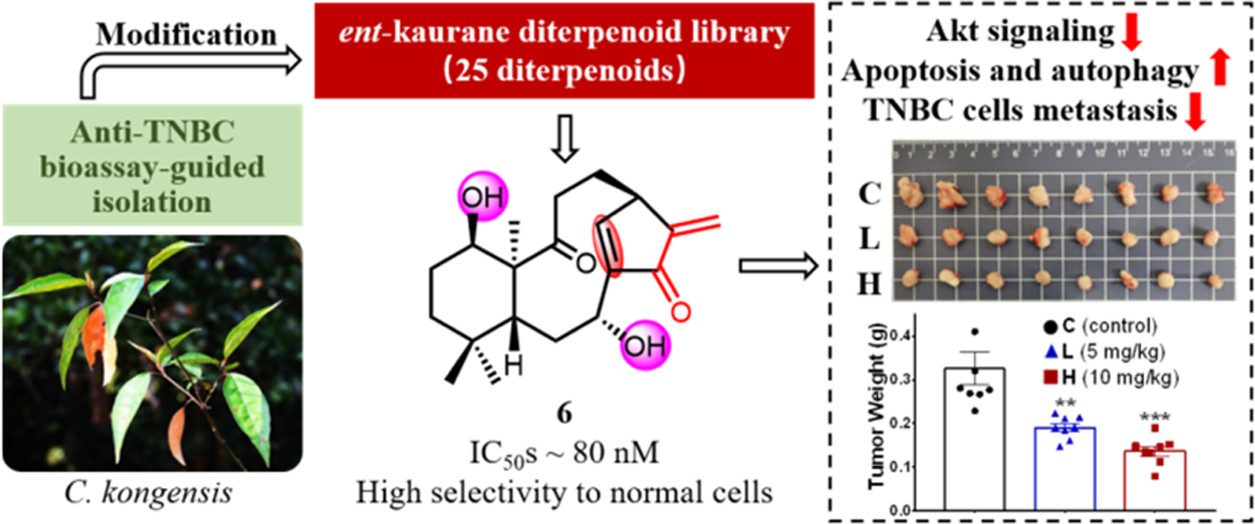 Modification
Anti-TNBC
bioassay-guided
isolation
C. kongensis
ent-kaurane diterpenoid library
(25 diterpenoids)
OH
O
O
OH
H
6
IC50s ~ 80 nM
High selectivity to normal cells
Akt signaling
Apoptosis and autophagy
TNBC cells metastasis
0 1 2 3 4 5 6 7 8 9 10 11 12 13 14 15 16
C
L
H
Tumor Weight (g)
0.4
0.3
0.2
0.1
0.0
C (control)
L (5 mg/kg)
H (10 mg/kg)
**
***